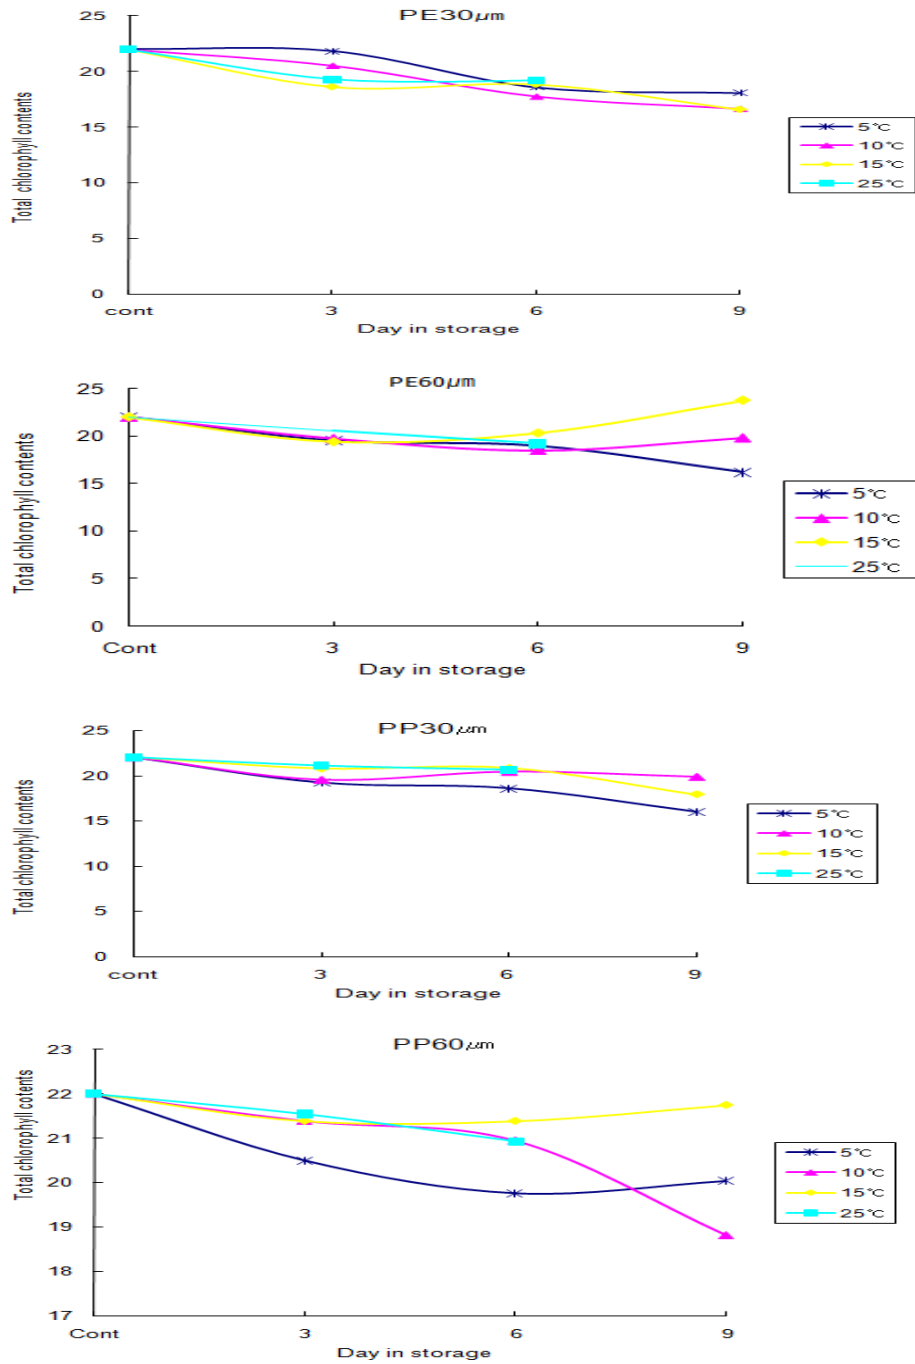 PE30㎛
25
20
15
10
5
0
Total chlorophyll contents
cont 3 6 9
Day in storage
5℃
10℃
15℃
25℃
PE60㎛
25
20
15
10
5
0
Total chlorophyll contents
Cont 3 6 9
Day in storage
5℃
10℃
15℃
25℃
PP30㎛
25
20
15
10
5
0
Total chlorophyll contents
cont 3 6 9
Day in storage
5℃
10℃
15℃
25℃
PP60㎛
23
22
21
20
19
18
17
Total chlorophyll cotents
Cont 3 6 9
Day in storage
5℃
10℃
15℃
25℃